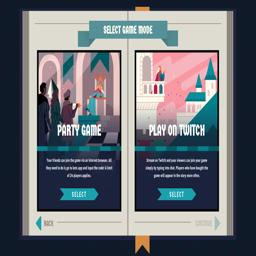 SELECT GAME MODE
PARTY GAME
Your friends can join the game via an internet browser. All
they need to do is go to bots.app and input the code! A limit
of 24 players applies.
SELECT
PLAY ON TWITCH
Stream on Twitch and your viewers can join your game
simply by typing into chat. Players who have bought the
game will appear in the story more often.
SELECT
BACK
CONTINUE